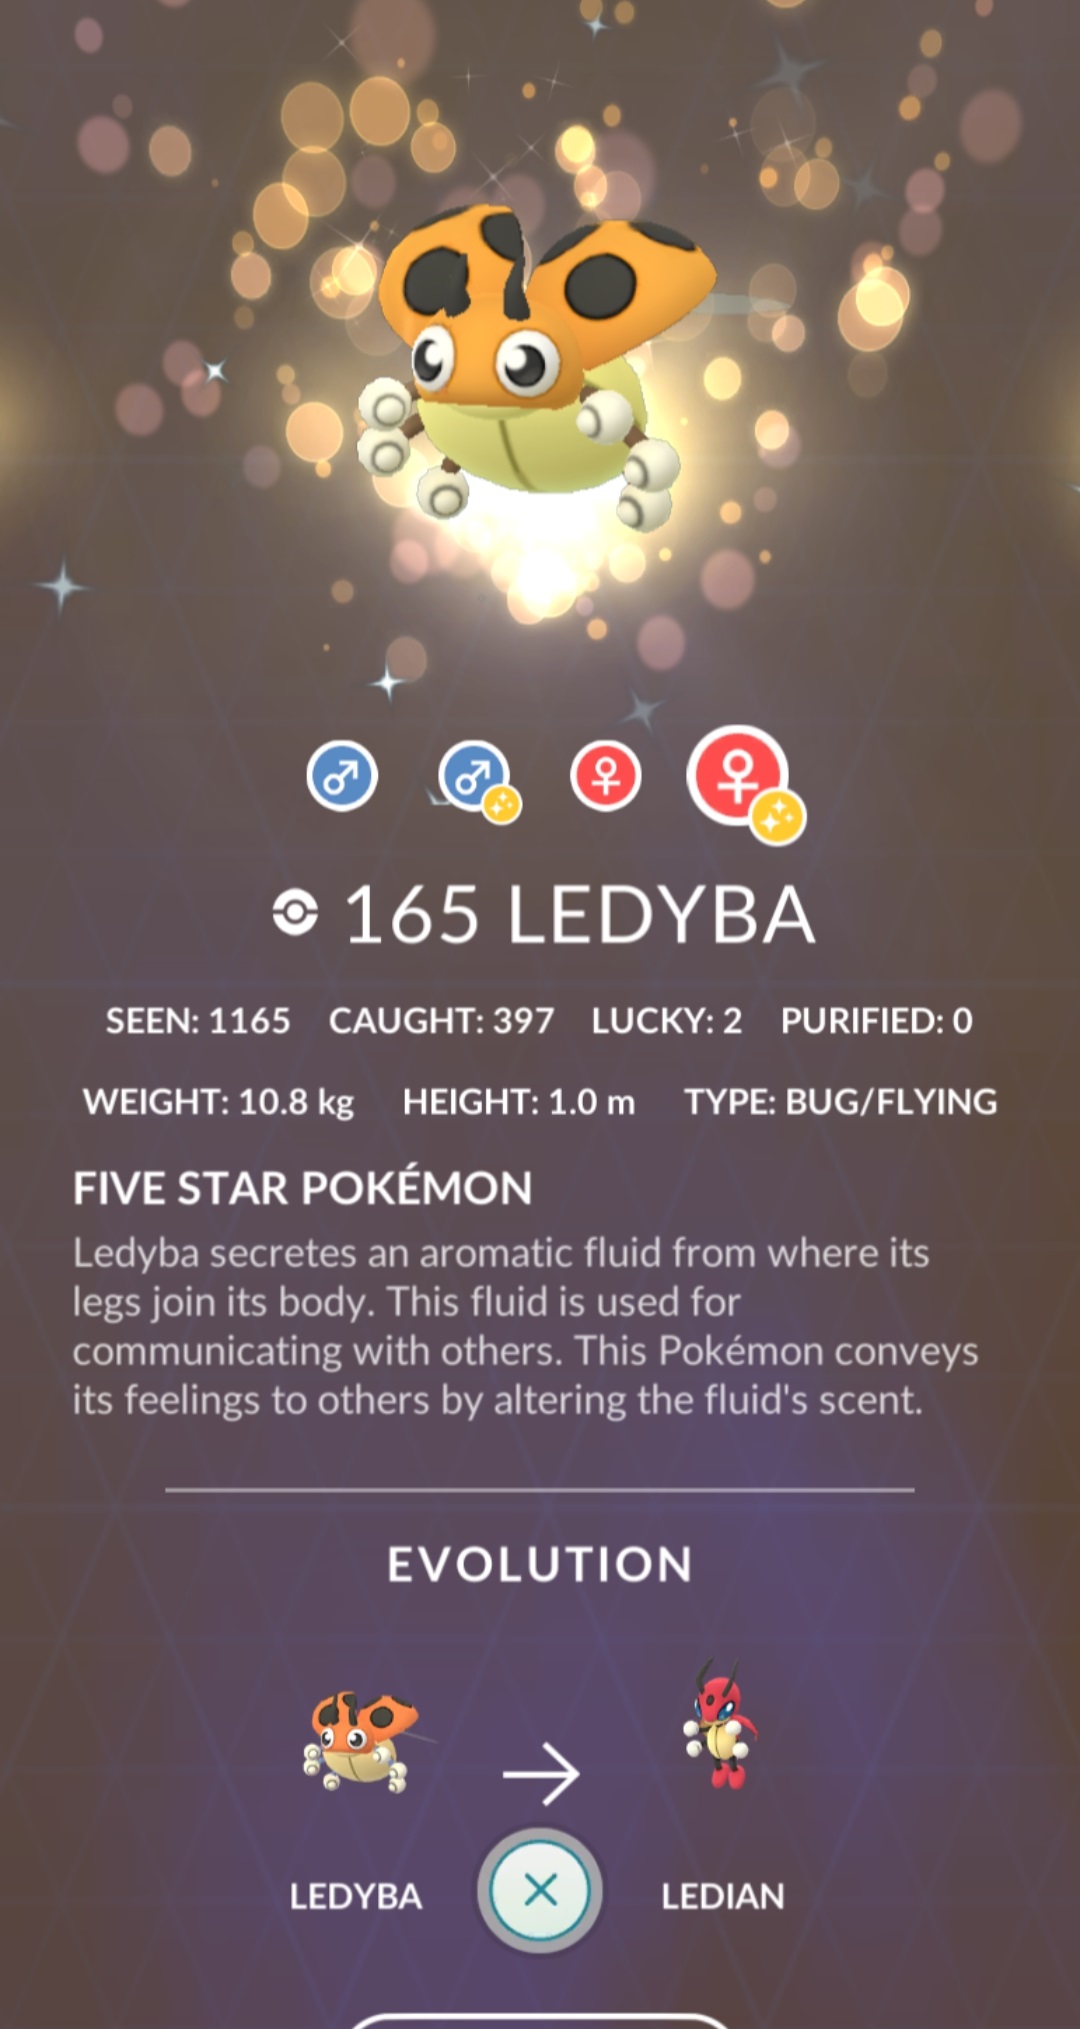 165 LEDYBA
SEEN: 1165 CAUGHT: 397 LUCKY: 2 PURIFIED: 0
WEIGHT: 10.8 kg HEIGHT: 1.0 m TYPE: BUG/FLYING
FIVE STAR POKÉMON
Ledyba secretes an aromatic fluid from where its
legs join its body. This fluid is used for
communicating with others. This Pokémon conveys
its feelings to others by altering the fluid's scent.
EVOLUTION
LEDYBA LEDIAN